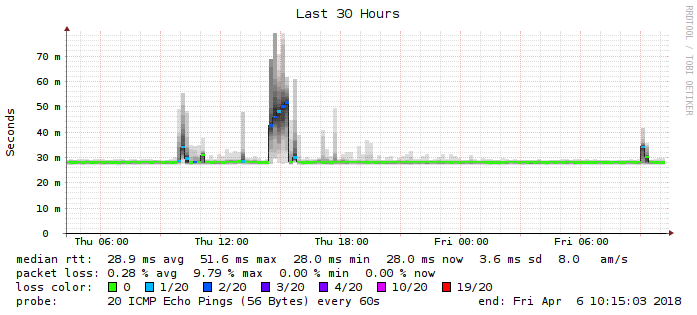 Last 30 Hours
RRDTOOL / TOBI OETIKER
Seconds
70 m
60 m
50 m
40 m
30 m
20 m
10 m
0
Thu 06:00 Thu 12:00 Thu 18:00 Fri 00:00 Fri 06:00
median rtt: 28.9 ms avg 51.6 ms max 28.0 ms min 28.0 ms now 3.6 ms sd 8.0 am/s
packet loss: 0.28 % avg 9.79 % max 0.00 % min 0.00 % now
loss color: 0 1/20 2/20 3/20 4/20 10/20 19/20
probe: 20 ICMP Echo Pings (56 Bytes) every 60s end: Fri Apr 6 10:15:03 2018